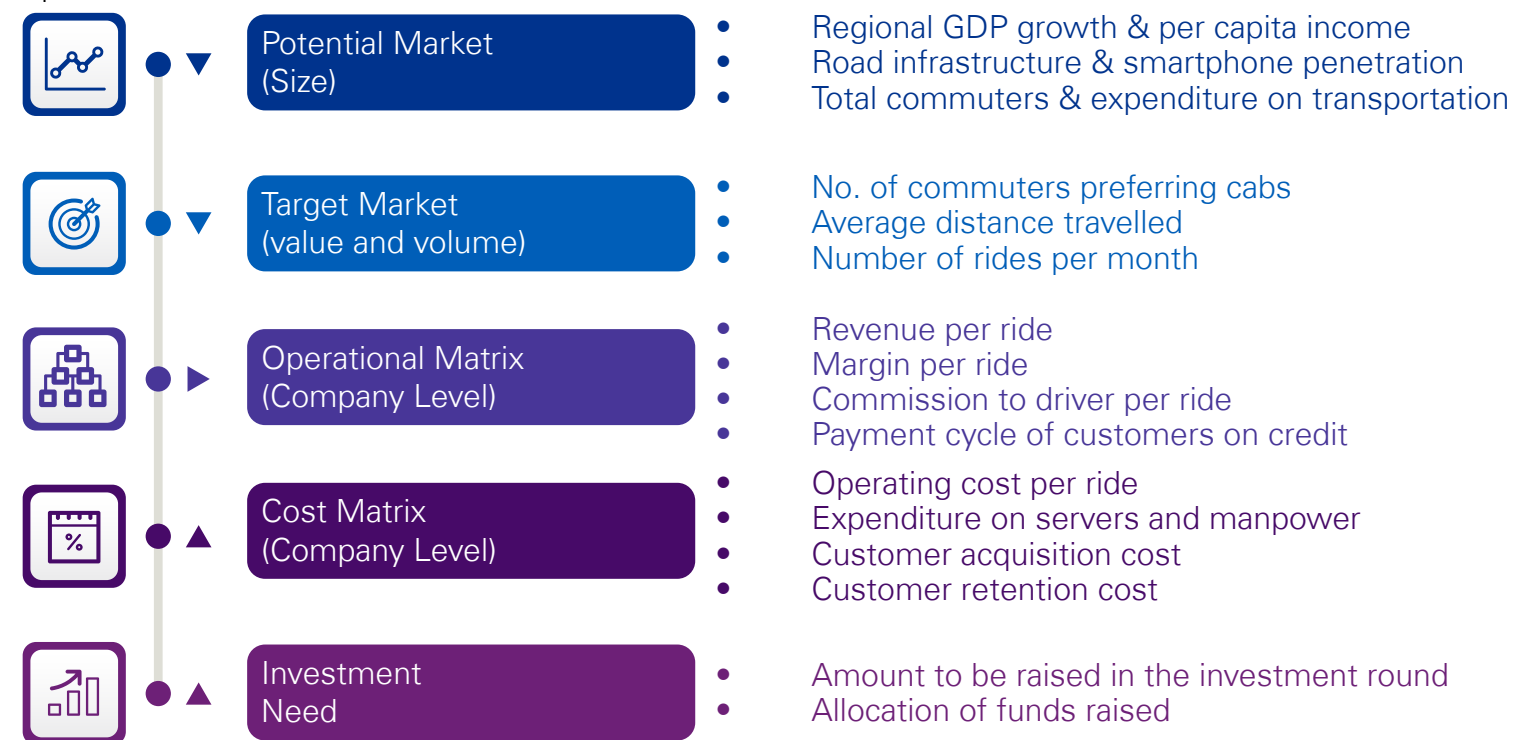 Potential Market
(Size)
• Regional GDP growth & per capita income
• Road infrastructure & smartphone penetration
• Total commuters & expenditure on transportation
Target Market
(value and volume)
• No. of commuters preferring cabs
• Average distance travelled
• Number of rides per month
Operational Matrix
(Company Level)
• Revenue per ride
• Margin per ride
• Commission to driver per ride
• Payment cycle of customers on credit
%
Cost Matrix
(Company Level)
• Operating cost per ride
• Expenditure on servers and manpower
• Customer acquisition cost
• Customer retention cost
Investment
Need
• Amount to be raised in the investment round
• Allocation of funds raised